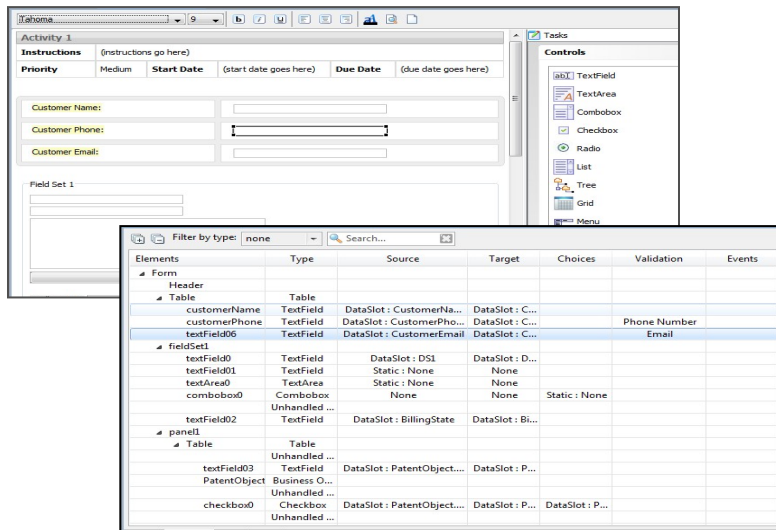 Tahoma 9 B I U
Activity 1
Instructions (instructions go here)
Priority Medium Start Date (start date goes here) Due Date (due date goes here)
Customer Name:
Customer Phone:
Customer Email:
Field Set 1
Tasks
Controls
abI TextField
TextArea
Combobox
Checkbox
Radio
List
Tree
Grid
Menu
Filter by type: none Search...
Elements Type Source Target Choices Validation Events
Form
Header
Table Table
customerName TextField DataSlot : CustomerNa... DataSlot : C...
customerPhone TextField DataSlot : CustomerPho... DataSlot : C... Phone Number
textField06 TextField DataSlot : CustomerEmail DataSlot : C... Email
fieldSet1
textField0 TextField DataSlot : DS1 DataSlot : D...
textField01 TextField Static : None None
textArea0 TextArea Static : None None
combobox0 Combobox None None Static : None
Unhandled ...
textField02 TextField DataSlot : BillingState DataSlot : Bi...
panel1
Table Table
Unhandled ...
textField03 TextField DataSlot : PatentObject.... DataSlot : P...
PatentObject Business O...
Unhandled ...
checkbox0 Checkbox DataSlot : PatentObject.... DataSlot : P... DataSlot : P...
Unhandled ...